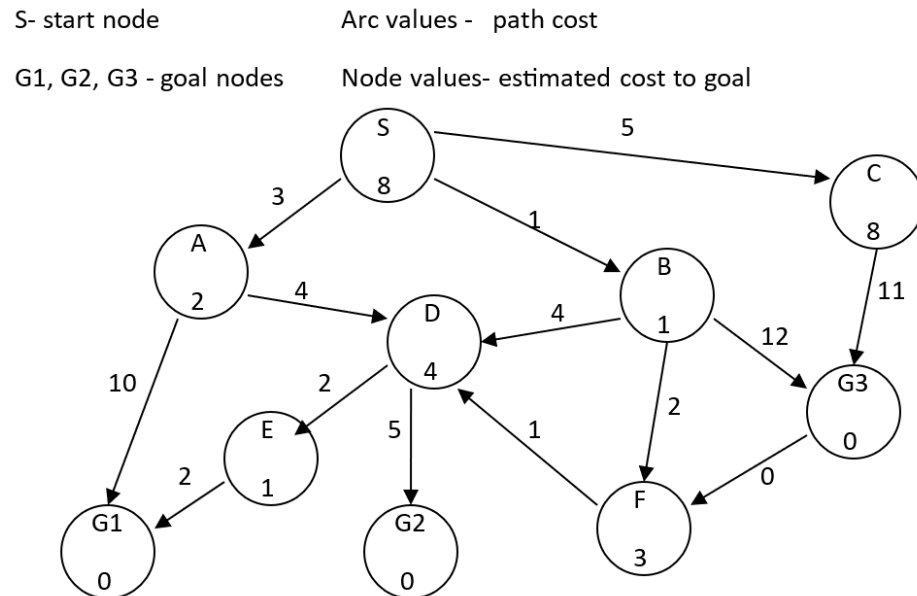 S- start node
Arc values - path cost
G1, G2, G3 - goal nodes
Node values- estimated cost to goal
S
8
5
C
8
3
1
A
2
B
1
11
4
D
4
4
12
10
2
G3
0
E
1
5
1
2
2
0
G1
0
G2
0
F
3